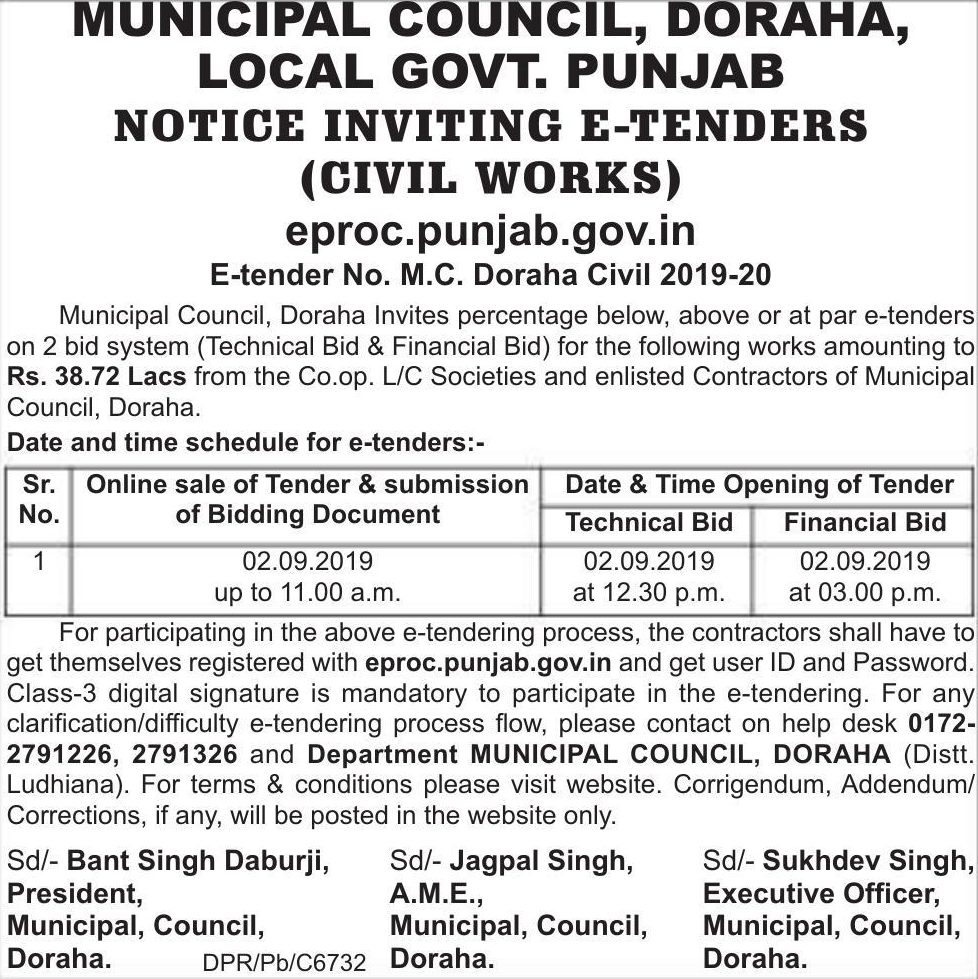 MUNICIPAL COUNCIL, DORAHA,
LOCAL GOVT. PUNJAB
NOTICE INVITING E-TENDERS
(CIVIL WORKS)
eproc.punjab.gov.in
E-tender No. M.C. Doraha Civil 2019-20
Municipal Council, Doraha Invites percentage below, above or at par e-tenders
on 2 bid system (Technical Bid & Financial Bid) for the following works amounting to
Rs. 38.72 Lacs from the Co.op. L/C Societies and enlisted Contractors of Municipal
Council, Doraha.
Date and time schedule for e-tenders:-
Sr. No.
Online sale of Tender & submission
of Bidding Document
Date & Time Opening of Tender
Technical Bid
Financial Bid
1
02.09.2019
up to 11.00 a.m.
02.09.2019
at 12.30 p.m.
02.09.2019
at 03.00 p.m.
For participating in the above e-tendering process, the contractors shall have to
get themselves registered with eproc.punjab.gov.in and get user ID and Password.
Class-3 digital signature is mandatory to participate in the e-tendering. For any
clarification/difficulty e-tendering process flow, please contact on help desk 0172-
2791226, 2791326 and Department MUNICIPAL COUNCIL, DORAHA (Distt.
Ludhiana). For terms & conditions please visit website. Corrigendum, Addendum/
Corrections, if any, will be posted in the website only.
Sd/- Bant Singh Daburji,
President,
Municipal, Council,
Doraha.
DPR/Pb/C6732
Sd/- Jagpal Singh,
A.M.E.,
Municipal, Council,
Doraha.
Sd/- Sukhdev Singh,
Executive Officer,
Municipal, Council,
Doraha.